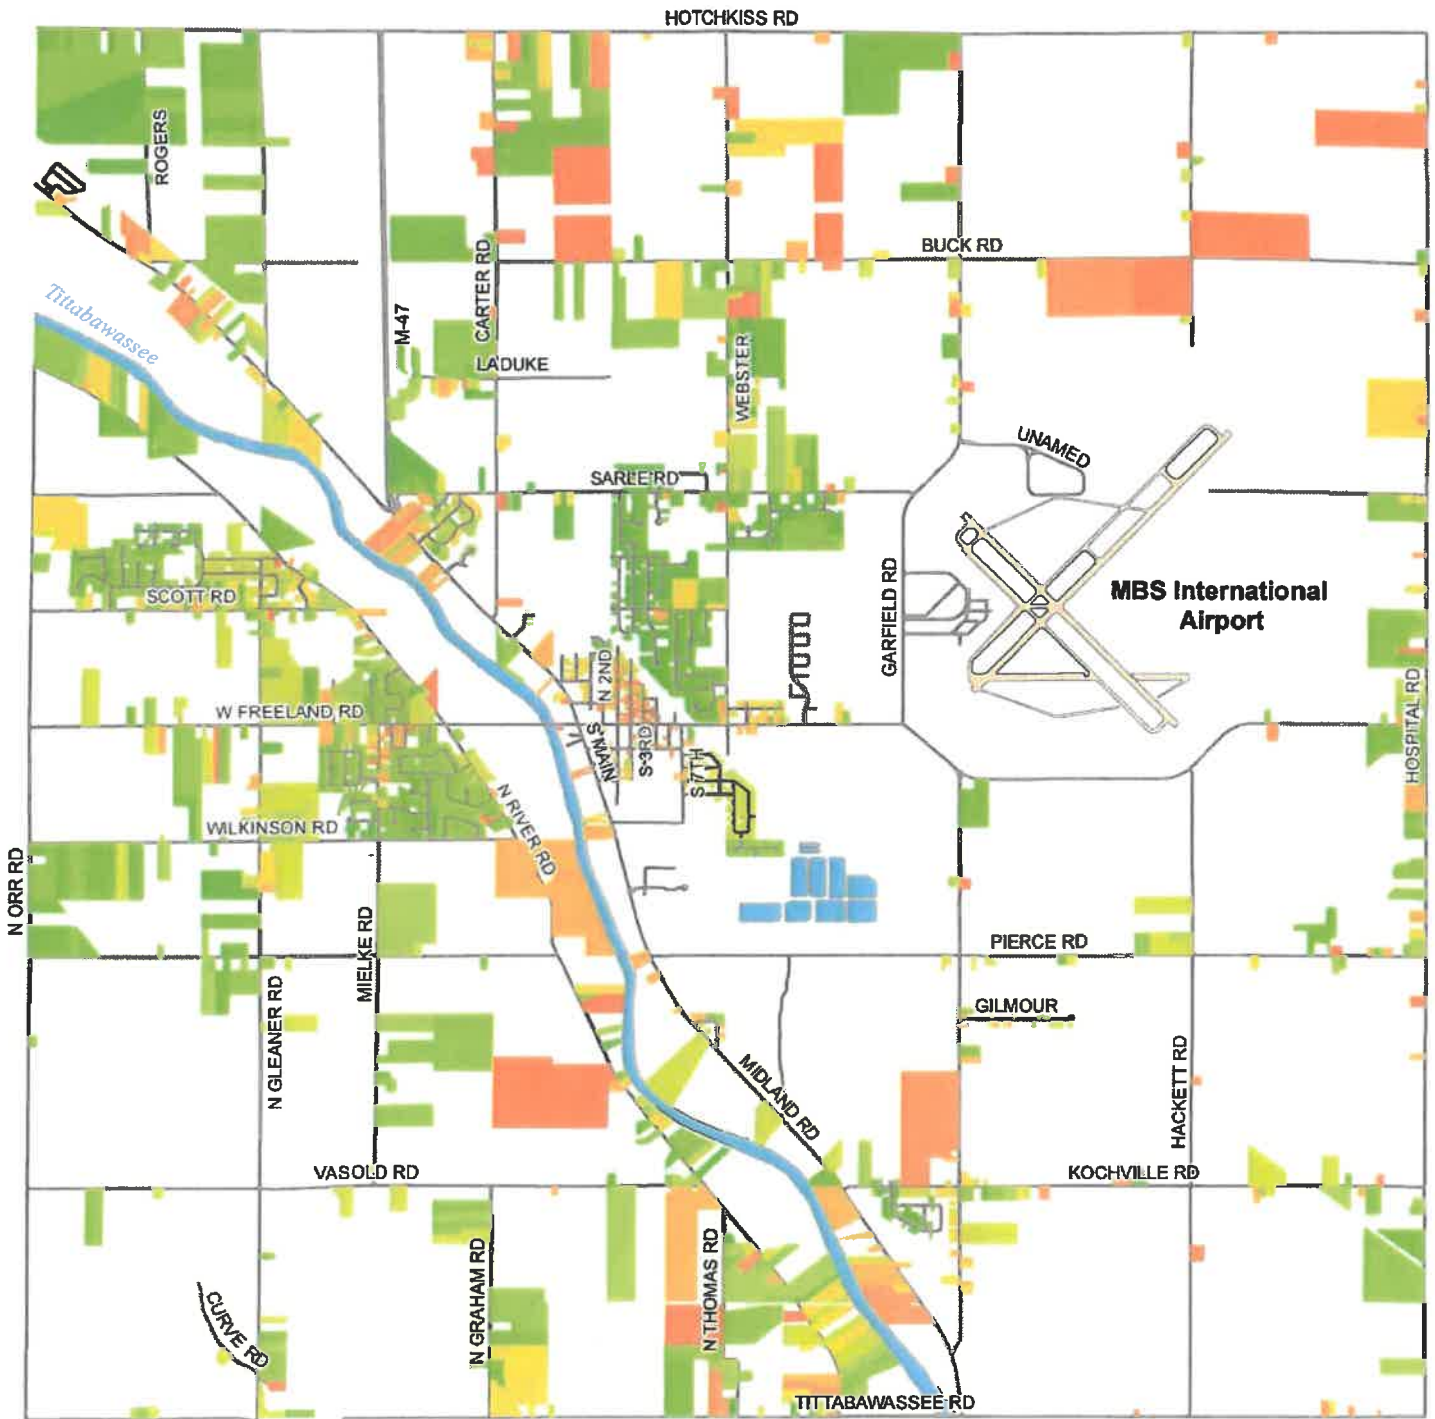 HOTCHKISS RD
ROGERS
BUCK RD
Tittabawassee
CARTER RD
M-47
LADUKE
WEBSTER
UNAMED
SARLE RD
GARFIELD RD
MBS International
Airport
SCOTT RD
N 2ND
W FREELAND RD
S MAIN
S 3RD
S 7TH
HOSPITAL RD
N RIVER RD
WILKINSON RD
N ORR RD
MIELKE RD
PIERCE RD
N GLEANER RD
GILMOUR
MIDLAND RD
HACKETT RD
VASOLD RD
KOCHVILLE RD
N GRAHAM RD
N THOMAS RD
CURVE RD
TITTABAWASSEE RD